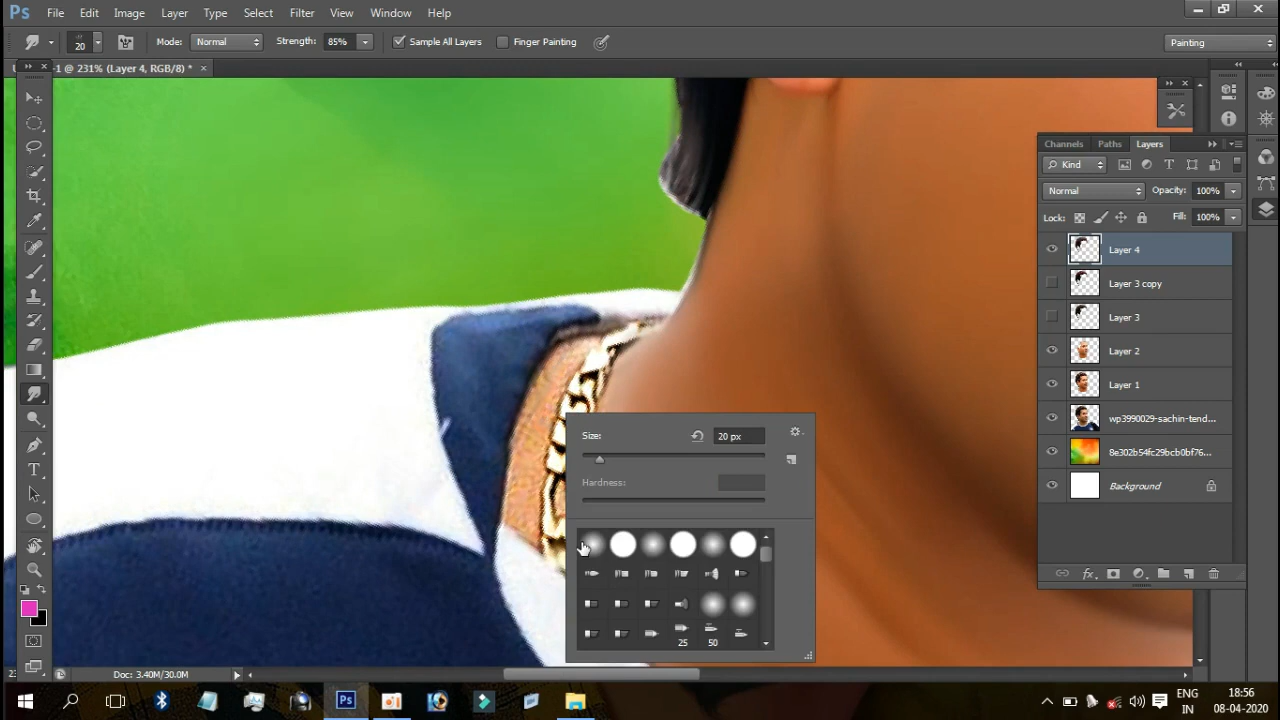 Ps File Edit Image Layer Type Select Filter View Window Help
20 Mode: Normal Strength: 85% Sample All Layers Finger Painting Painting
-1 @ 231% (Layer 4, RGB/8) * ×
Channels Paths Layers
Kind
Normal Opacity: 100%
Lock: Fill: 100%
Layer 4
Layer 3 copy
Layer 3
Layer 2
Layer 1
wp3990029-sachin-tend...
8e302b54fc29bcb0bf76...
Background
fx
Size: 20 px
Hardness:
25 50
T
Doc: 3.40M/30.0M
Ps
ENG
IN
18:56
08-04-2020